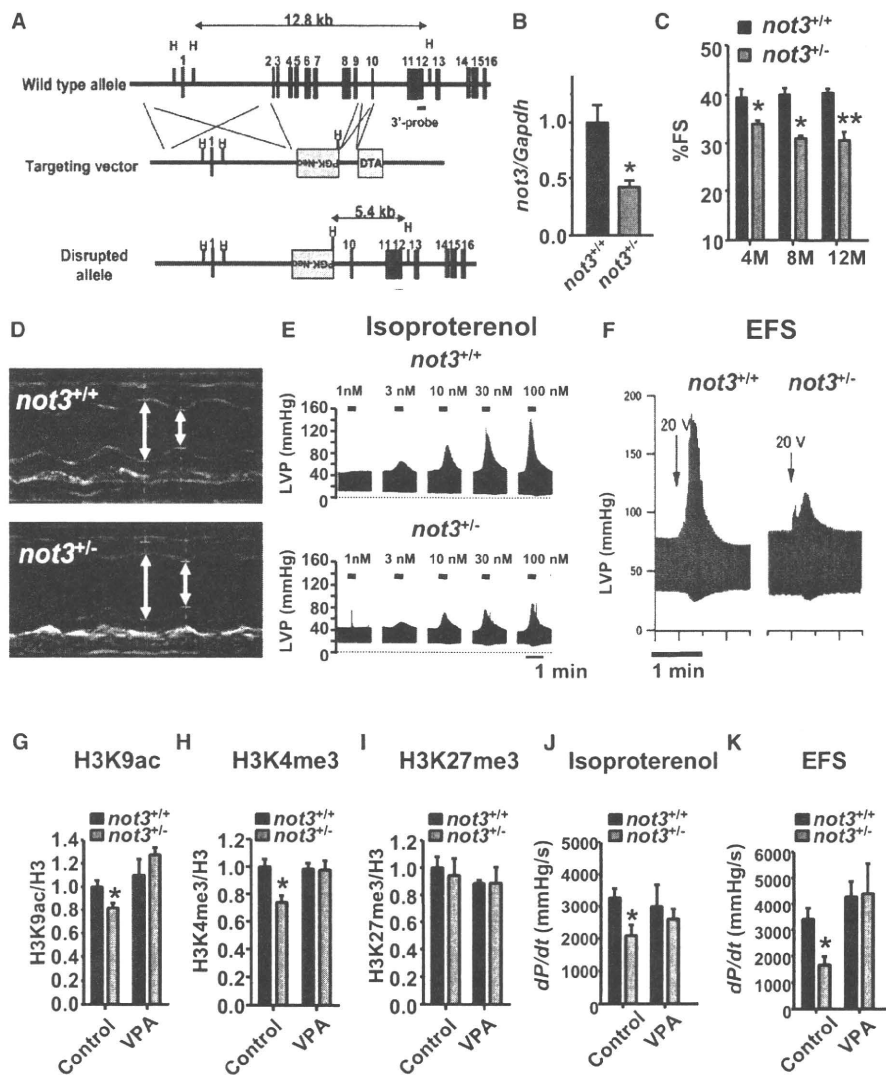 A
12.8 kb
H H H
1 2 3 4 5 6 7 8 9 10 11 12 13 14 15 16
Wild type allele
3'-probe
H 1 H H
Targeting vector
PGK-Neo
DTA
5.4 kb
H 1 H H H
10 11 12 13 14 15 16
Disrupted allele
PGK-Neo
B
not3/Gapdh
1.0
0.5
0.0
*
not3+/+
not3+/-
C
not3+/+
not3+/-
%FS
50
40
30
20
10
* * **
4M 8M 12M
D
not3+/+
not3+/-
E
Isoproterenol
not3+/+
1nM 3 nM 10 nM 30 nM 100 nM
LVP (mmHg)
160
120
80
40
0
not3+/-
1nM 3 nM 10 nM 30 nM 100 nM
LVP (mmHg)
160
120
80
40
0
1 min
F
EFS
not3+/+ not3+/-
LVP (mmHg)
200
150
100
50
0
20 V 20 V
1 min
G
H3K9ac
not3+/+
not3+/-
H3K9ac/H3
1.4
1.2
1.0
0.8
0.6
0.4
0.2
0.0
*
Control VPA
H
H3K4me3
not3+/+
not3+/-
H3K4me3/H3
1.2
1.0
0.8
0.6
0.4
0.2
0.0
*
Control VPA
I
H3K27me3
not3+/+
not3+/-
H3K27me3/H3
1.2
1.0
0.8
0.6
0.4
0.2
0.0
Control VPA
J
Isoproterenol
not3+/+
not3+/-
dP/dt (mmHg/s)
5000
4000
3000
2000
1000
0
*
Control VPA
K
EFS
not3+/+
not3+/-
dP/dt (mmHg/s)
6000
5000
4000
3000
2000
1000
0
*
Control VPA